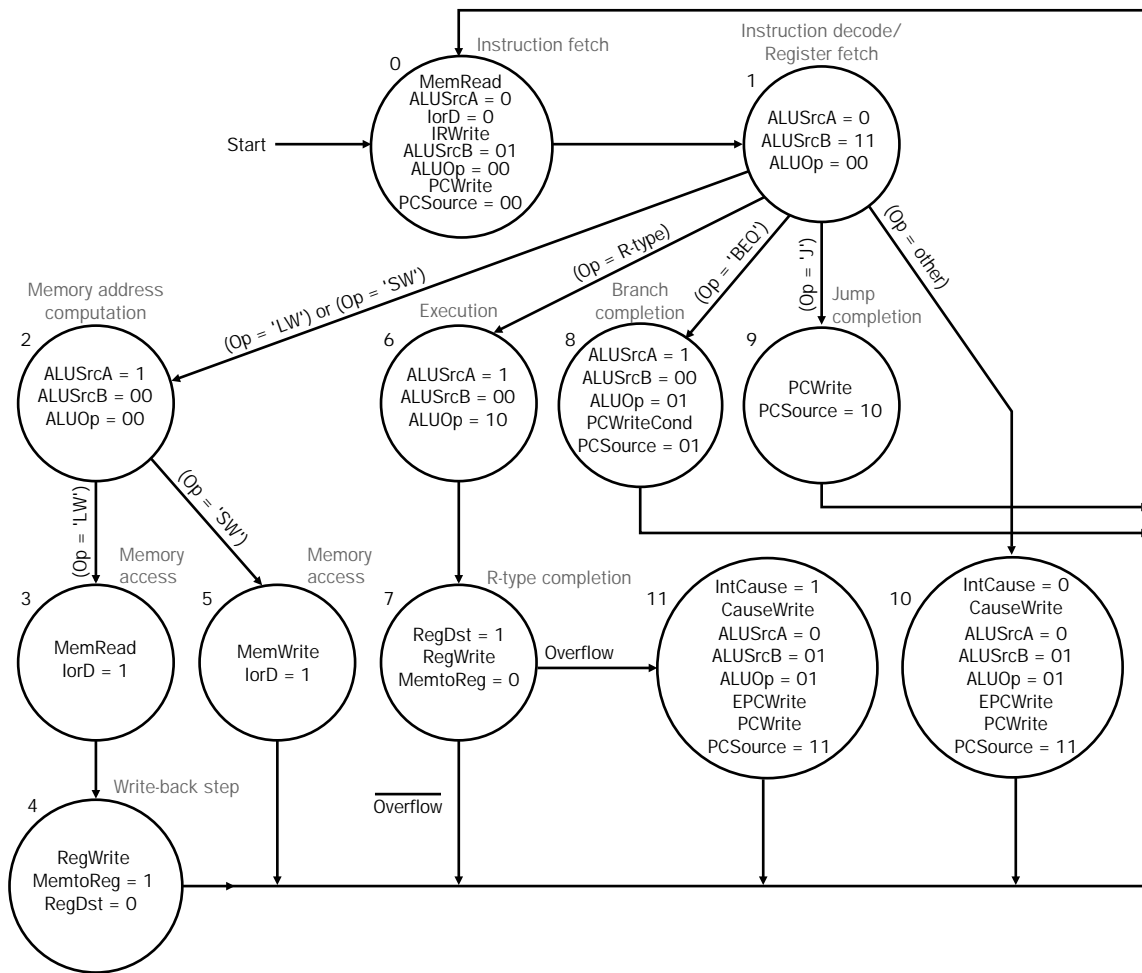 Instruction fetch
0
MemRead
ALUSrcA = 0
IorD = 0
IRWrite
ALUSrcB = 01
ALUOp = 00
PCWrite
PCSource = 00
Start
Instruction decode/
Register fetch
1
ALUSrcA = 0
ALUSrcB = 11
ALUOp = 00
(Op = 'LW') or (Op = 'SW')
(Op = R-type)
(Op = 'BEQ')
(Op = 'J')
(Op = other)
Memory address
computation
2
ALUSrcA = 1
ALUSrcB = 00
ALUOp = 00
Execution
6
ALUSrcA = 1
ALUSrcB = 00
ALUOp = 10
Branch
completion
8
ALUSrcA = 1
ALUSrcB = 00
ALUOp = 01
PCWriteCond
PCSource = 01
Jump
completion
9
PCWrite
PCSource = 10
(Op = 'LW')
(Op = 'SW')
Memory
access
3
MemRead
IorD = 1
Memory
access
5
MemWrite
IorD = 1
R-type completion
7
RegDst = 1
RegWrite
MemtoReg = 0
Overflow
11
IntCause = 1
CauseWrite
ALUSrcA = 0
ALUSrcB = 01
ALUOp = 01
EPCWrite
PCWrite
PCSource = 11
10
IntCause = 0
CauseWrite
ALUSrcA = 0
ALUSrcB = 01
ALUOp = 01
EPCWrite
PCWrite
PCSource = 11
Overflow
Write-back step
4
RegWrite
MemtoReg = 1
RegDst = 0